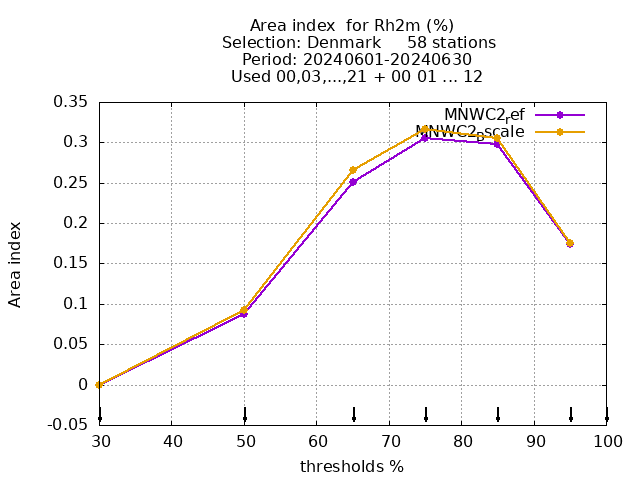 Area index  for Rh2m (%)
Selection: Denmark     58 stations
Period: 20240601-20240630
Used 00,03,...,21 + 00 01 ... 12
0.35
0.3
0.25
0.2
0.15
0.1
0.05
0
-0.05
Area index
MNWC2_ref
MNWC2_pscale
30 40 50 60 70 80 90 100
thresholds %